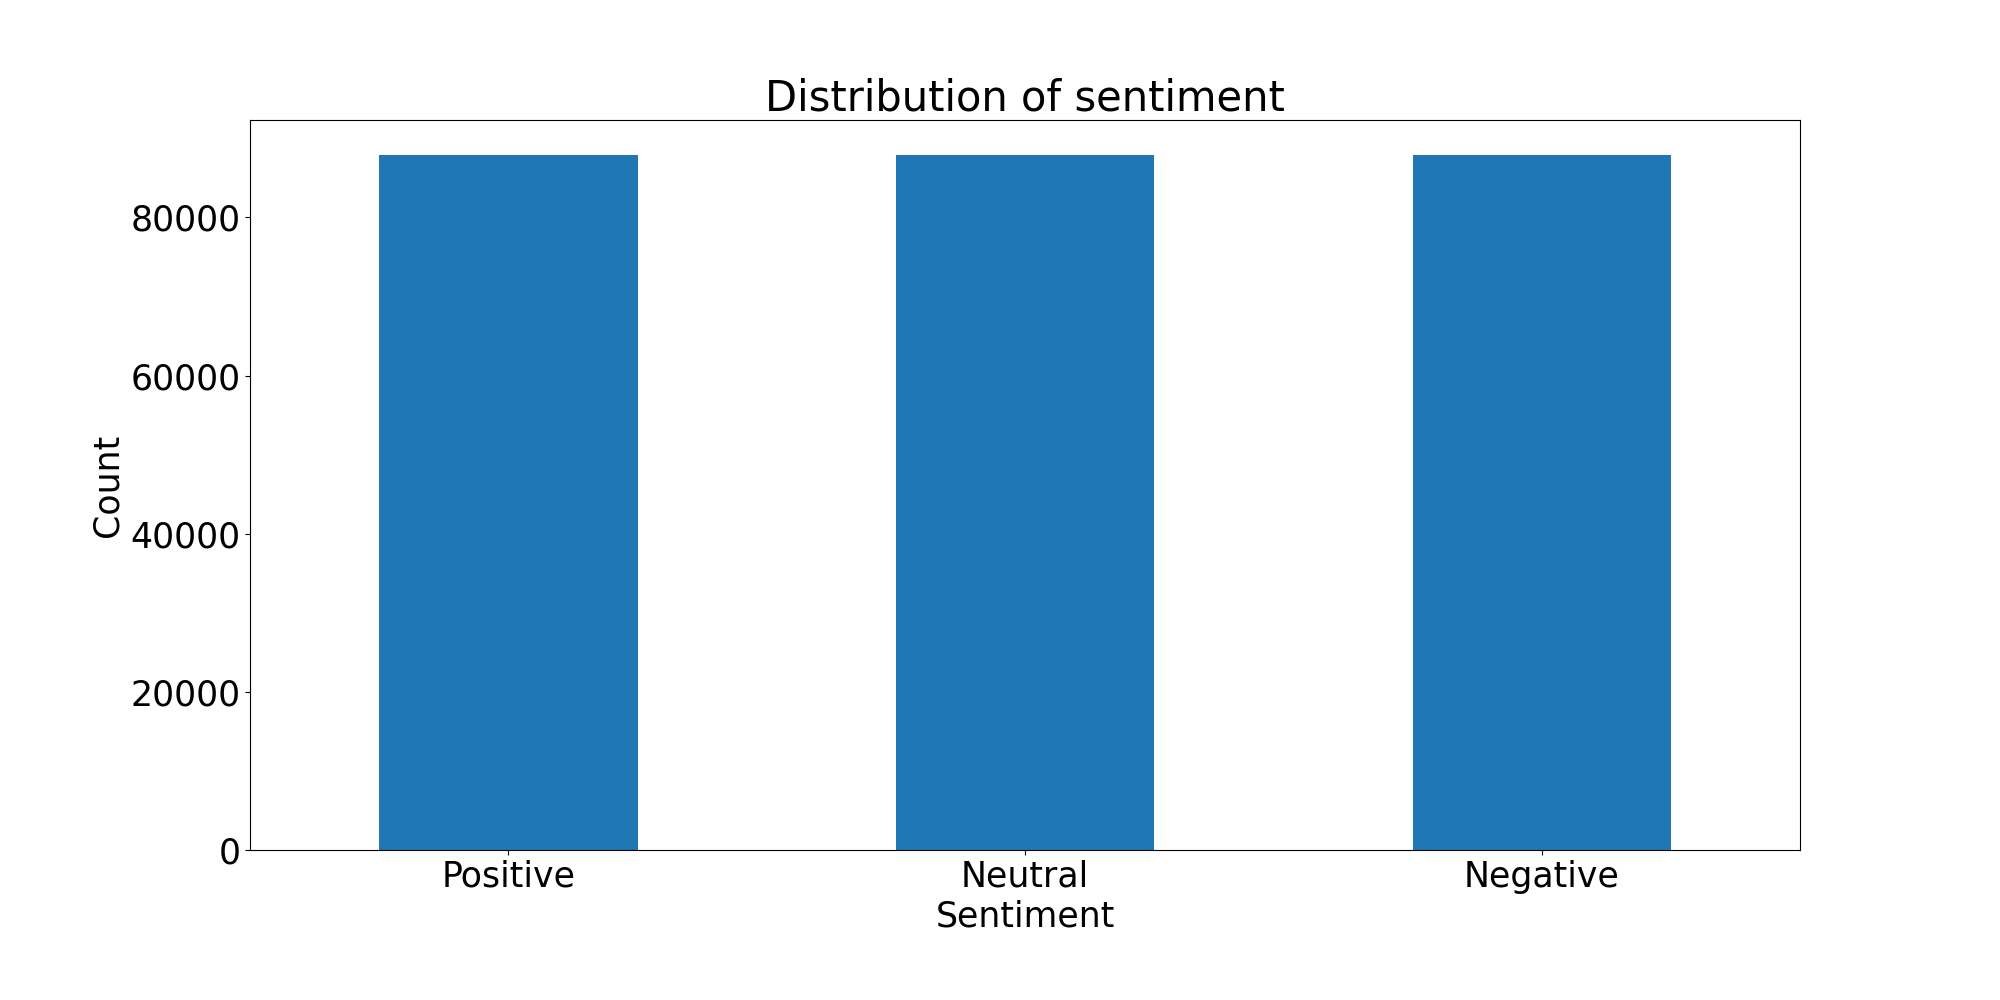 Distribution of sentiment
80000
60000
40000
20000
0
Count
Positive Neutral Negative
Sentiment